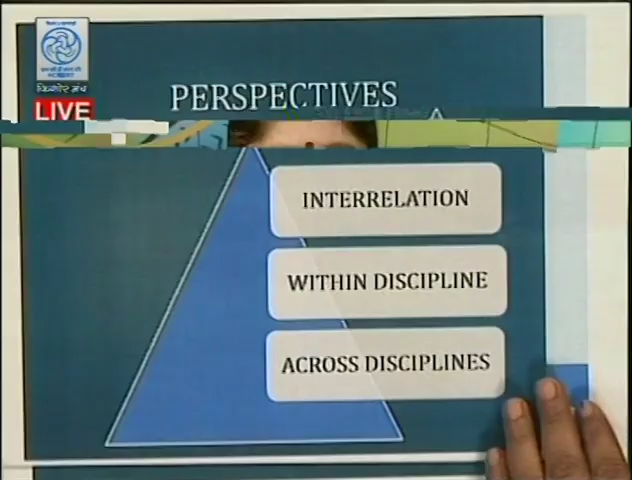 किशोर मंच
LIVE
PERSPECTIVES
INTERRELATION
WITHIN DISCIPLINE
ACROSS DISCIPLINES